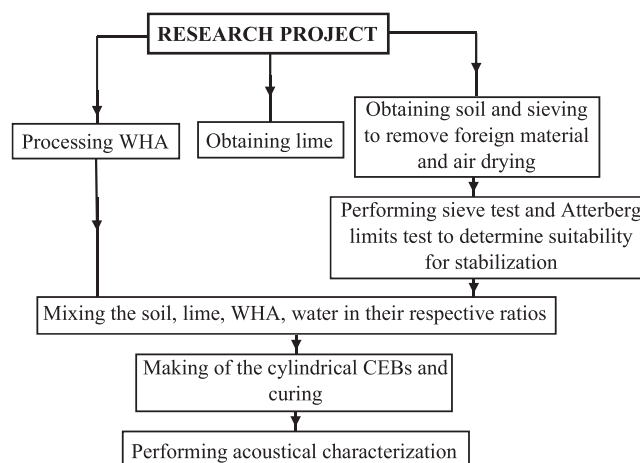 RESEARCH PROJECT
Processing WHA
Obtaining lime
Obtaining soil and sieving
to remove foreign material
and air drying
Performing sieve test and Atterberg
limits test to determine suitability
for stabilization
Mixing the soil, lime, WHA, water in their respective ratios
Making of the cylindrical CEBs and
curing
Performing acoustical characterization